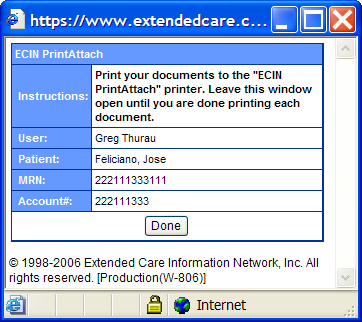 https://www.extendedcare.c...
ECIN PrintAttach
Instructions:
Print your documents to the "ECIN
PrintAttach" printer. Leave this window
open until you are done printing each
document.
User: Greg Thurau
Patient: Feliciano, Jose
MRN: 222111333111
Account#: 222111333
Done
© 1998-2006 Extended Care Information Network, Inc. All
rights reserved. [Production(W-806)]
Internet